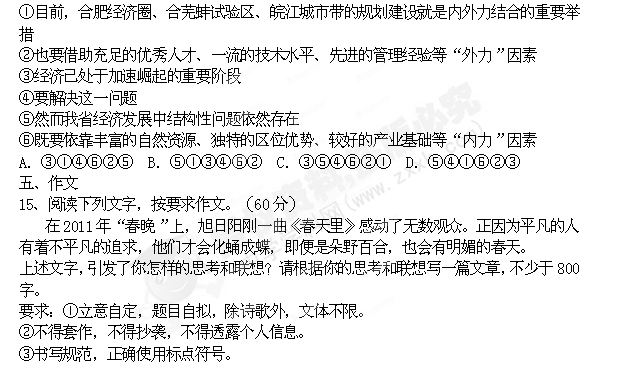 ①目前，合肥经济圈、合芜蚌试验区、皖江城市带的规划建设就是内外力结合的重要举
措
②也要借助充足的优秀人才、一流的技术水平、先进的管理经验等“外力”因素
③经济已处于加速崛起的重要阶段
④要解决这一问题
⑤然而我省经济发展中结构性问题依然存在
⑥既要依靠丰富的自然资源、独特的区位优势、较好的产业基础等“内力”因素
A. ③①④⑥②⑤ B. ⑤①③④⑥② C. ③⑤④⑥②① D. ⑤④①⑥②③
五、作文
15、阅读下列文字，按要求作文。（60分）
在2011年“春晚”上，旭日阳刚一曲《春天里》感动了无数观众。正因为平凡的人
有着不平凡的追求，他们才会化蛹成蝶，即便是朵野百合，也会有明媚的春天。
上述文字，引发了你怎样的思考和联想？请根据你的思考和联想写一篇文章，不少于800
字。
要求：①立意自定，题目自拟，除诗歌外，文体不限。
②不得套作，不得抄袭，不得透露个人信息。
③书写规范，正确使用标点符号。